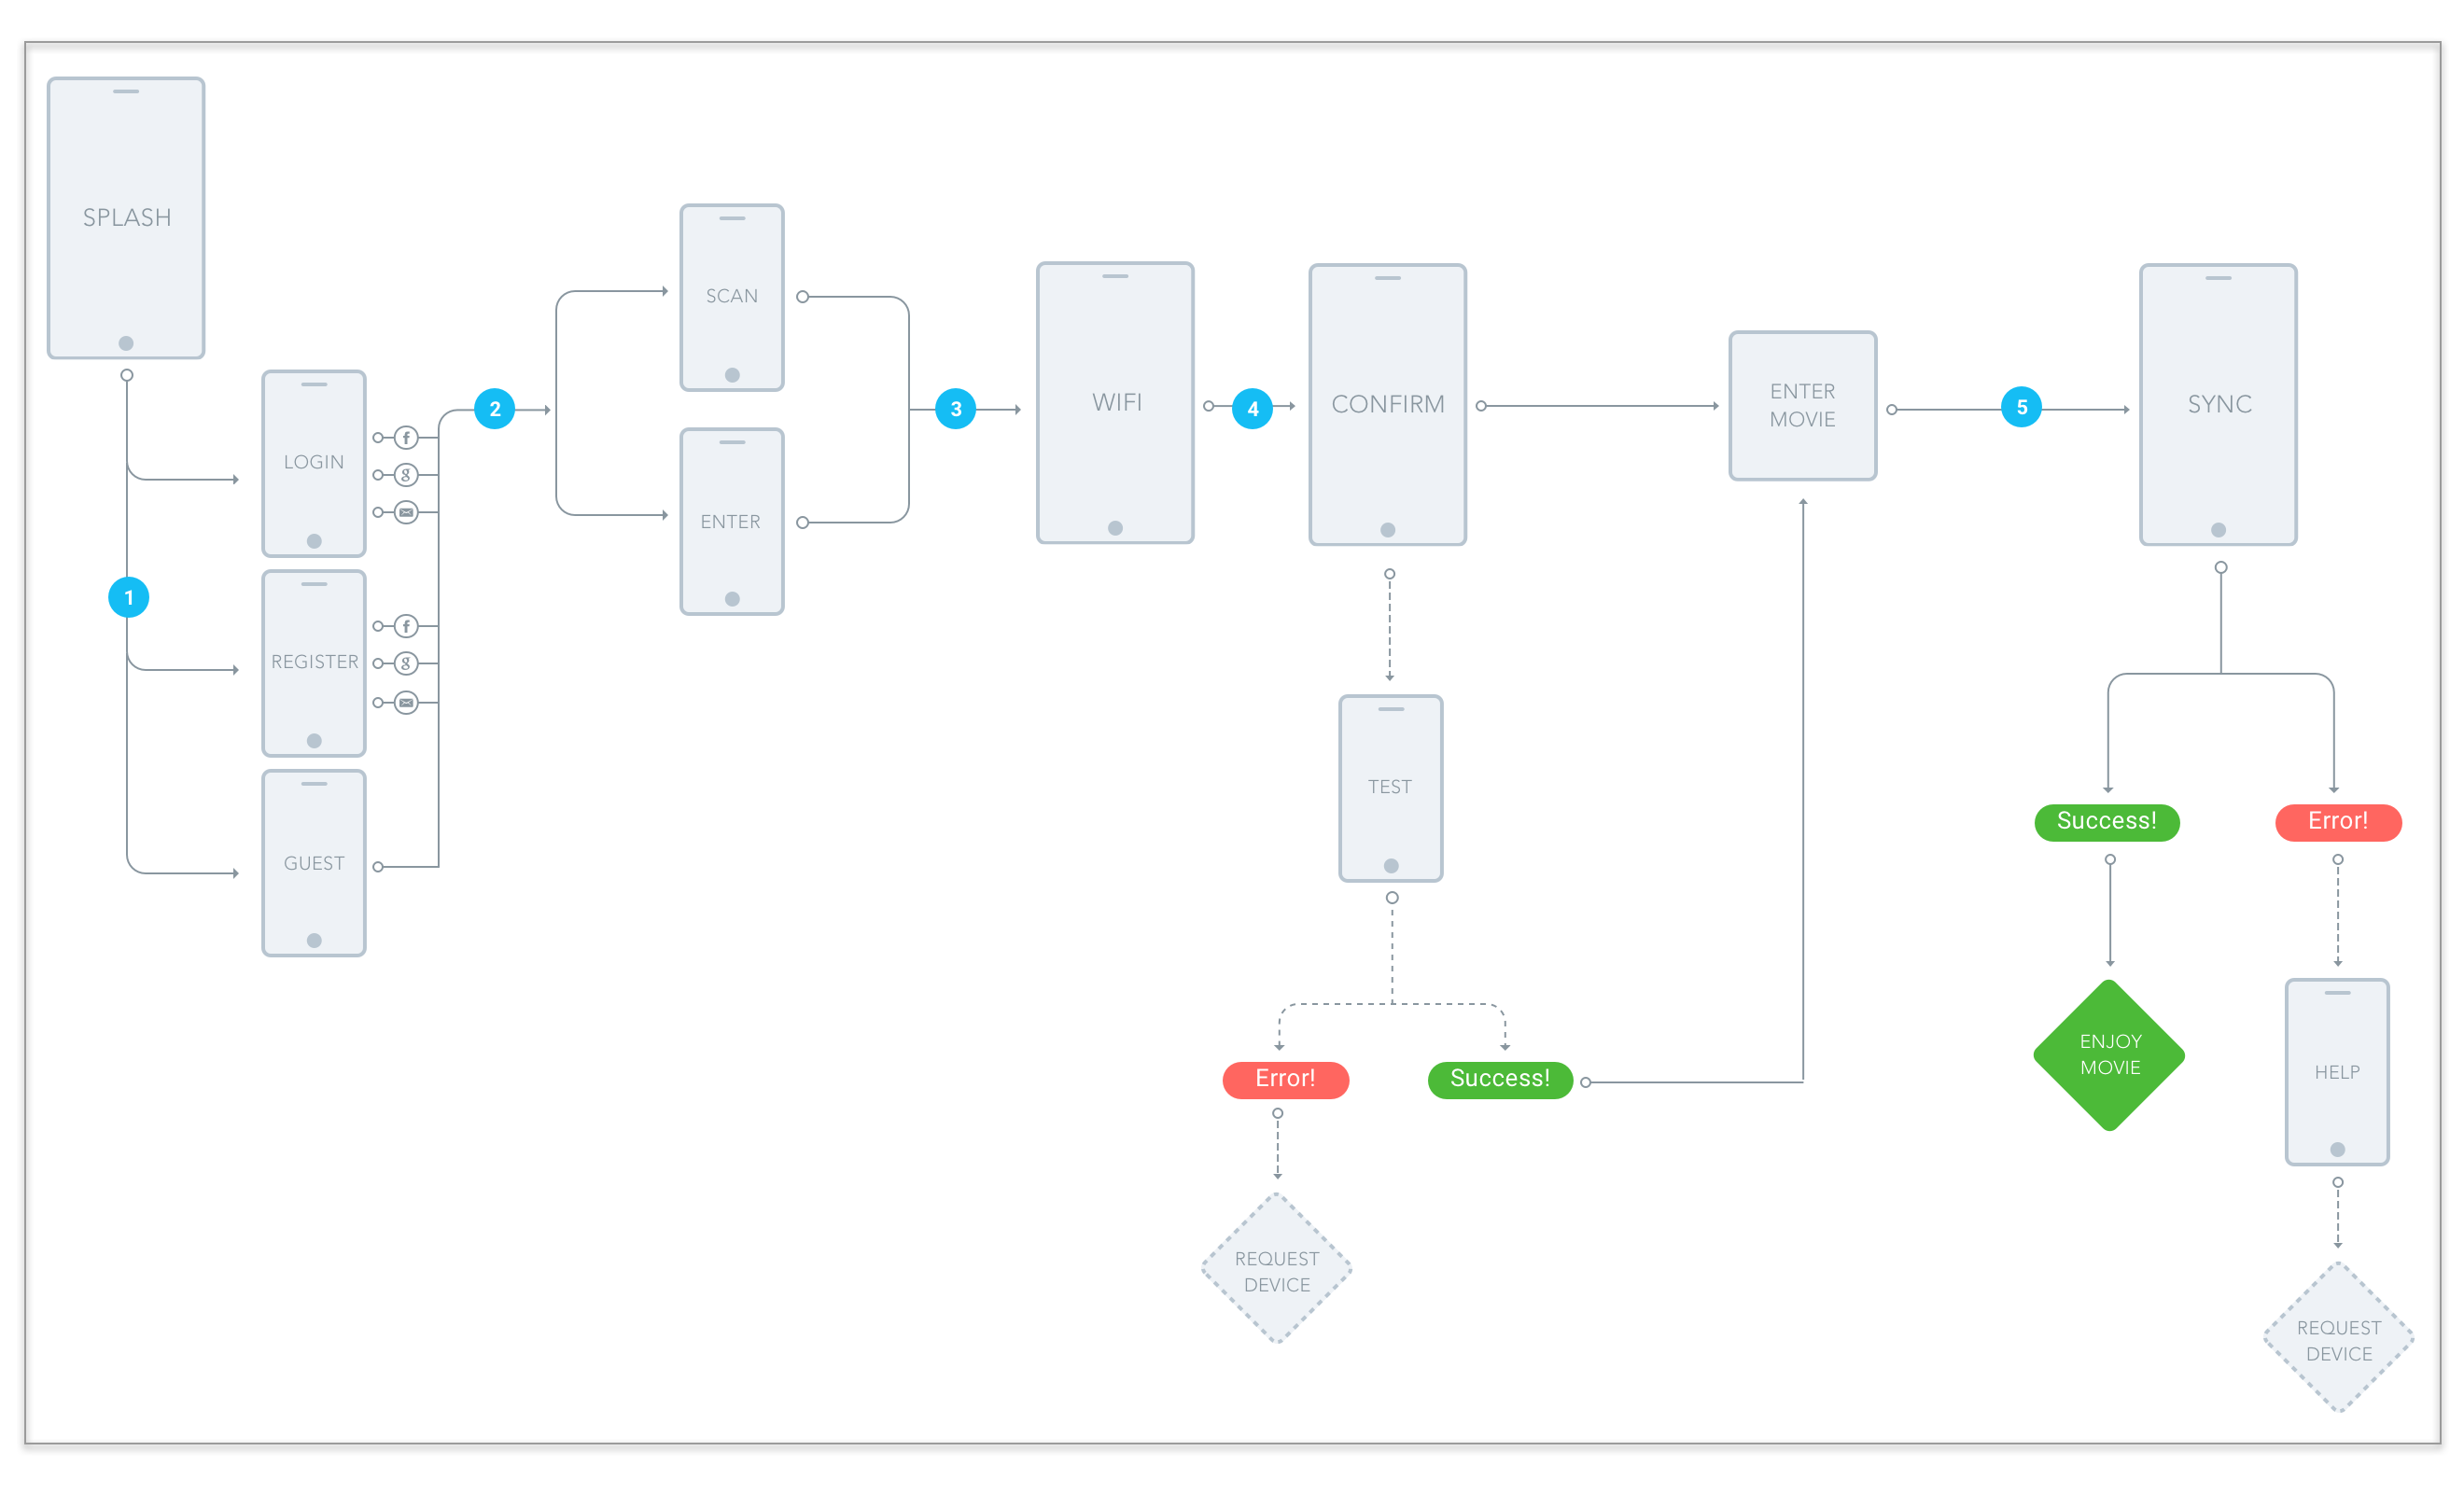 SPLASH
LOGIN
f
g
REGISTER
f
g
GUEST
1
2
SCAN
ENTER
3
WIFI
4
CONFIRM
TEST
Error!
Success!
REQUEST
DEVICE
ENTER
MOVIE
5
SYNC
Success!
Error!
ENJOY
MOVIE
HELP
REQUEST
DEVICE